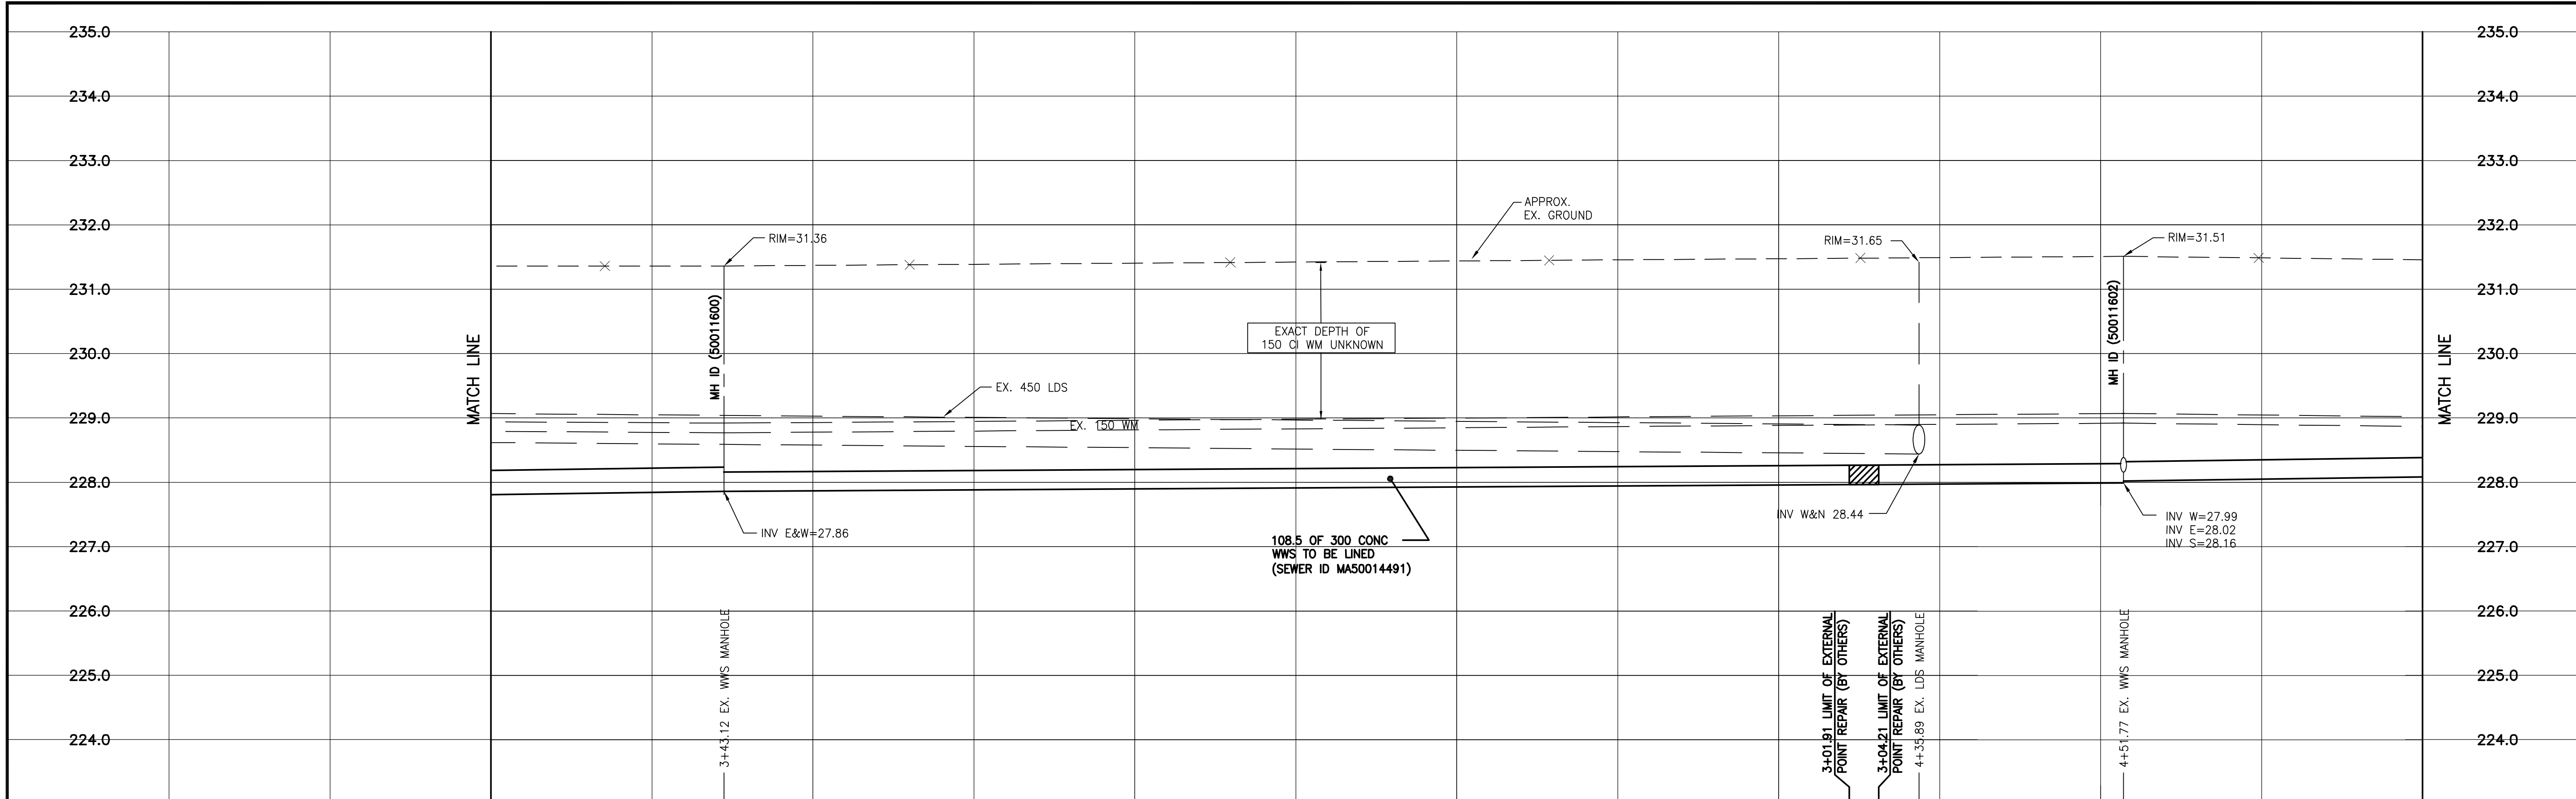 235.0
235.0
234.0
234.0
233.0
233.0
232.0
232.0
231.0
231.0
230.0
230.0
229.0
229.0
228.0
228.0
227.0
227.0
226.0
226.0
225.0
225.0
224.0
224.0
MATCH LINE
RIM=31.36
MH ID (50011600)
EX. 450 LDS
EX. 150 WM
INV E&W=27.86
3+43.12 EX. WWS MANHOLE
EXACT DEPTH OF
150 CI WM UNKNOWN
APPROX.
EX. GROUND
108.5 OF 300 CONC
WWS TO BE LINED
(SEWER ID MA50014491)
RIM=31.65
INV W&N 28.44
3+01.91 LIMIT OF EXTERNAL
POINT REPAIR (BY OTHERS)
3+04.21 LIMIT OF EXTERNAL
POINT REPAIR (BY OTHERS)
4+35.89 EX. LDS MANHOLE
RIM=31.51
MH ID (50011602)
INV W=27.99
INV E=28.02
INV S=28.16
4+51.77 EX. WWS MANHOLE
MATCH LINE